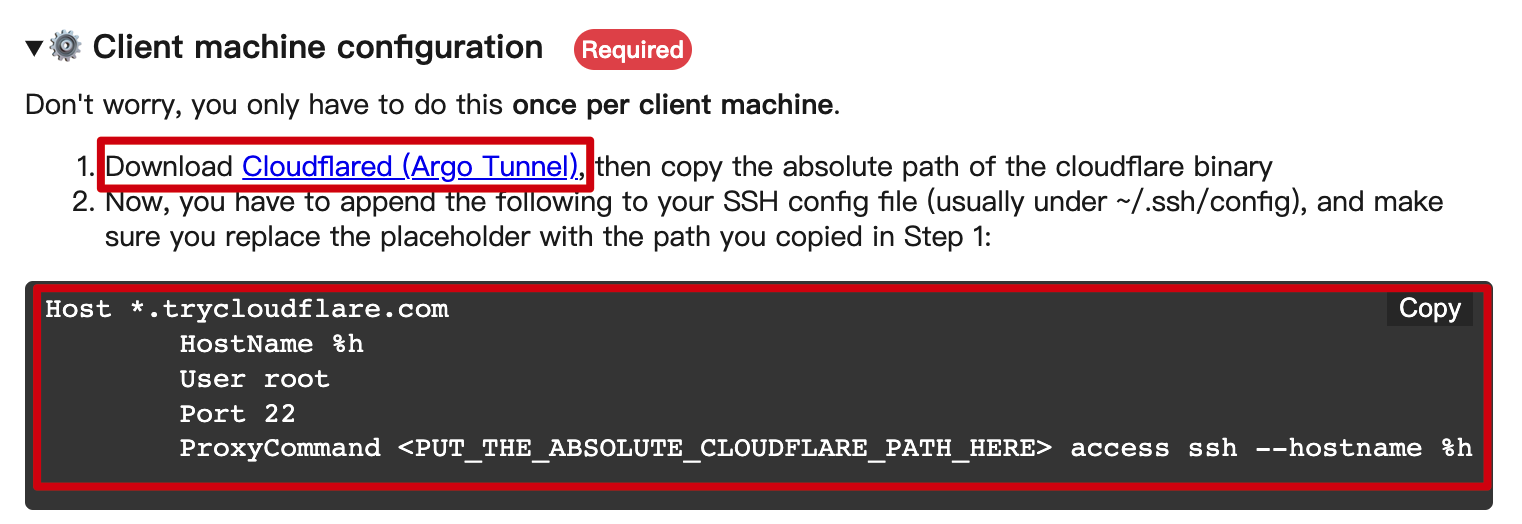 ▼⚙ Client machine configuration Required
Don't worry, you only have to do this once per client machine.
1. Download Cloudflared (Argo Tunnel), then copy the absolute path of the cloudflare binary
2. Now, you have to append the following to your SSH config file (usually under ~/.ssh/config), and make
sure you replace the placeholder with the path you copied in Step 1:
Host *.trycloudflare.com
Copy
HostName %h
User root
Port 22
ProxyCommand <PUT_THE_ABSOLUTE_CLOUDFLARE_PATH_HERE> access ssh --hostname %h